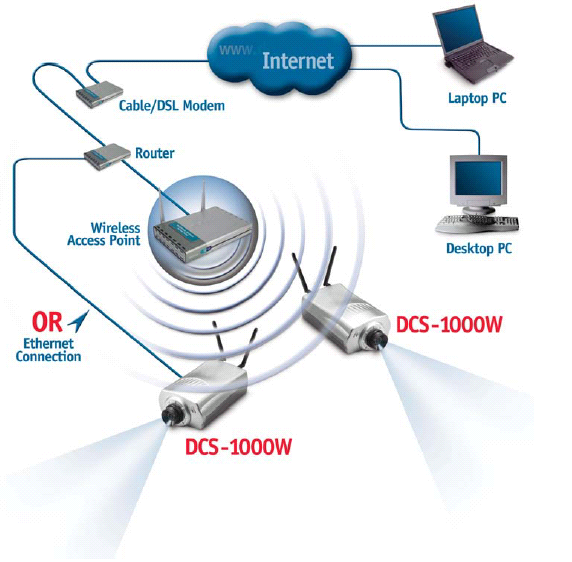 www.
Internet
Laptop PC
Cable/DSL Modem
Router
Wireless
Access Point
Desktop PC
OR
Ethernet
Connection
DCS-1000W
DCS-1000W